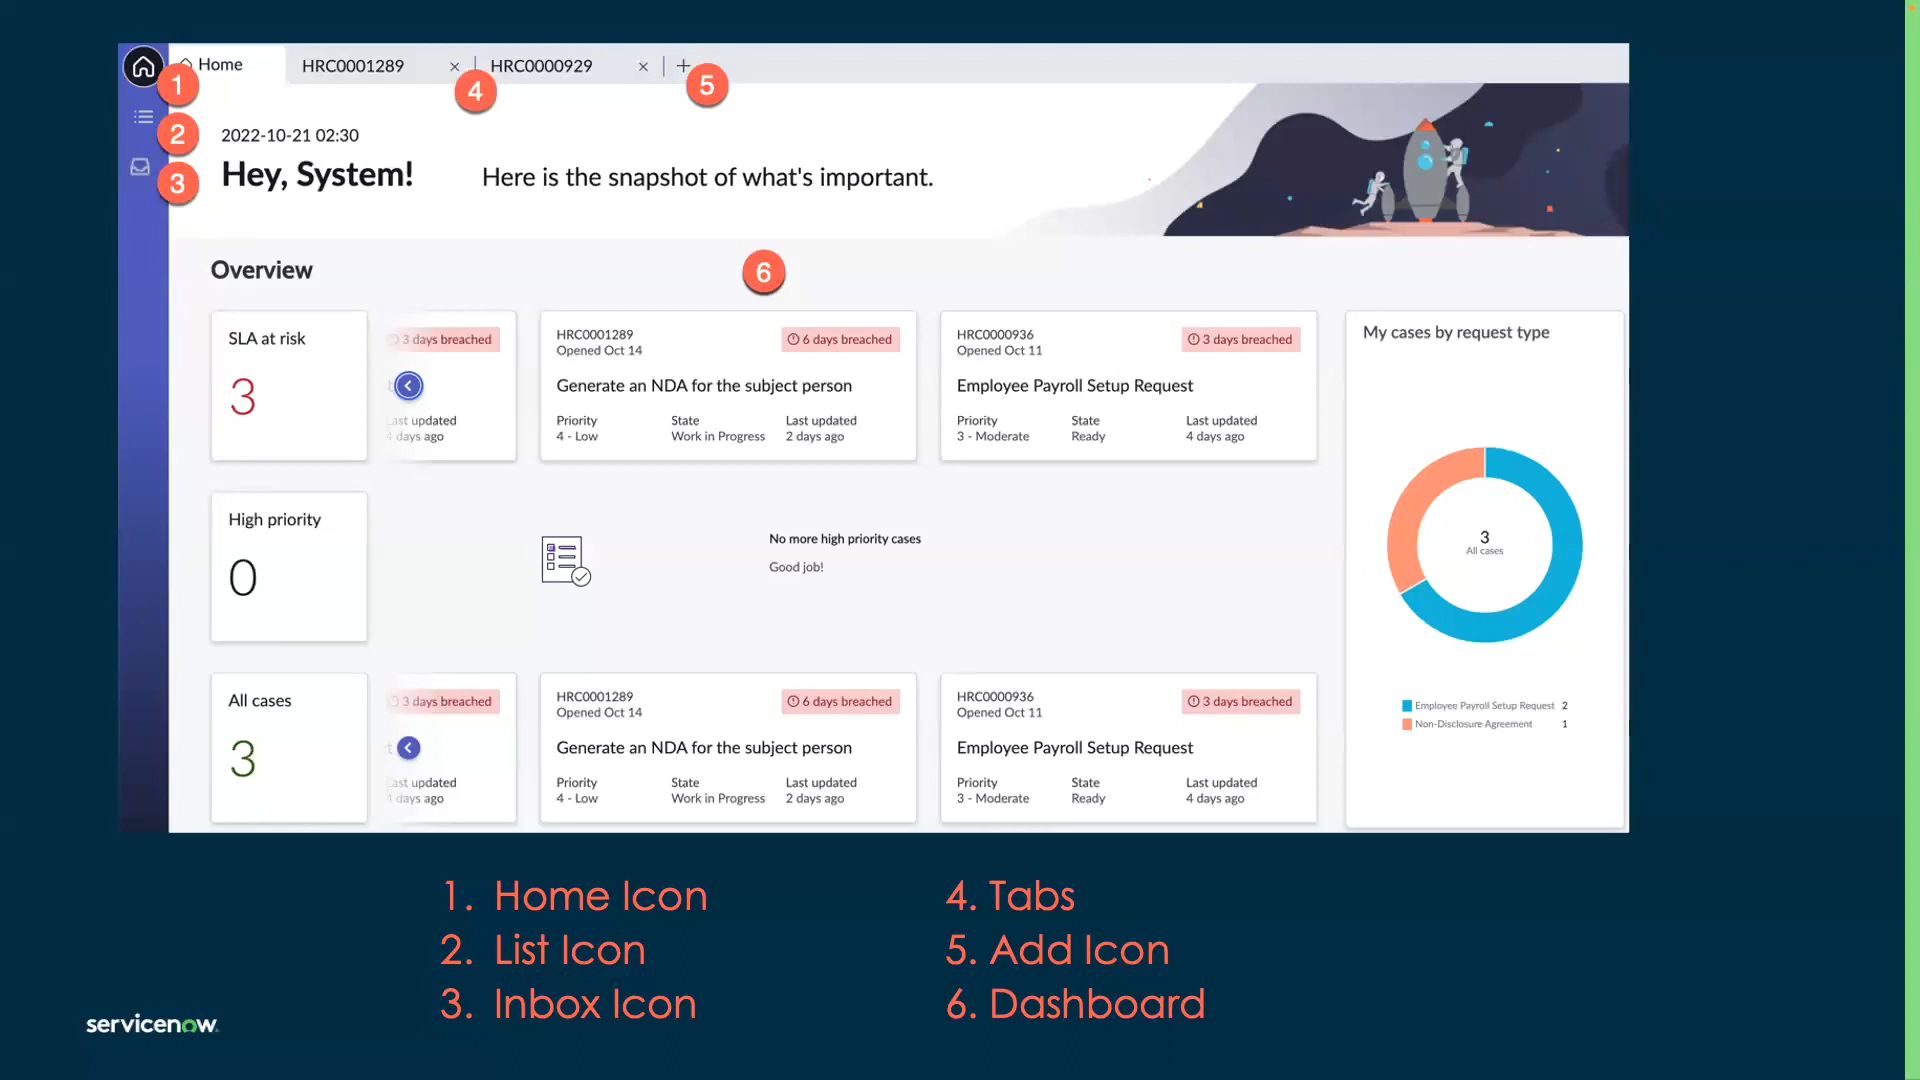 Home
HRC0001289
HRC0000929
1
4
5
2
3
2022-10-21 02:30
Hey, System!
Here is the snapshot of what's important.
Overview
6
SLA at risk
3
3 days breached
Last updated
4 days ago
HRC0001289
Opened Oct 14
6 days breached
Generate an NDA for the subject person
Priority
State
Last updated
4 - Low
Work in Progress
2 days ago
HRC0000936
Opened Oct 11
3 days breached
Employee Payroll Setup Request
Priority
State
Last updated
3 - Moderate
Ready
4 days ago
My cases by request type
3
All cases
Employee Payroll Setup Request 2
Non-Disclosure Agreement 1
High priority
0
No more high priority cases
Good job!
All cases
3
3 days breached
Last updated
4 days ago
HRC0001289
Opened Oct 14
6 days breached
Generate an NDA for the subject person
Priority
State
Last updated
4 - Low
Work in Progress
2 days ago
HRC0000936
Opened Oct 11
3 days breached
Employee Payroll Setup Request
Priority
State
Last updated
3 - Moderate
Ready
4 days ago
1. Home Icon
2. List Icon
3. Inbox Icon
4. Tabs
5. Add Icon
6. Dashboard
servicenow